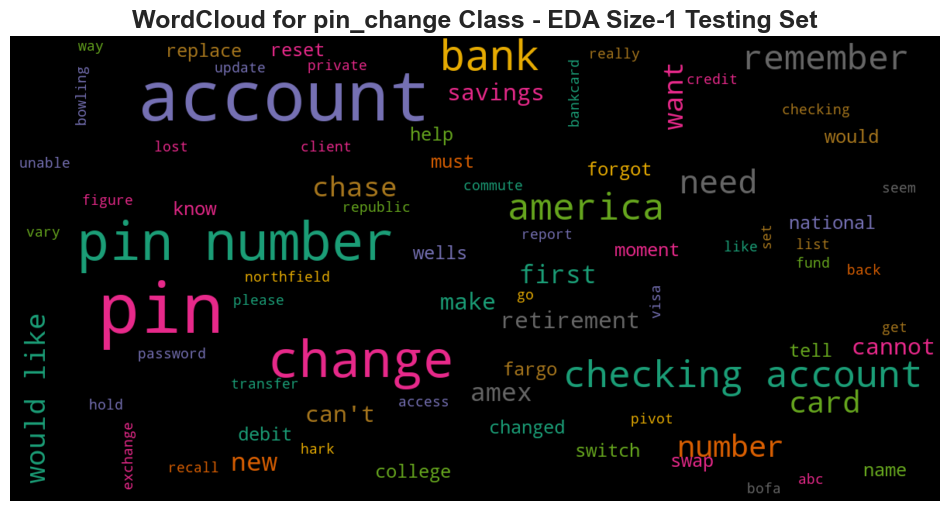 WordCloud for pin_change Class - EDA Size-1 Testing Set
way
replace
reset
bank
really
remember
update
private
bowling
account
savings
bankcard
want
credit
checking
help
would
lost
client
unable
must
forgot
chase
commute
need
seem
figure
know
republic
america
national
vary
pin number
wells
report
moment
like
set
list
fund
back
northfield
first
pin
please
make
go
visa
retirement
get
would like
password
change
tell
cannot
transfer
fargo
checking account
hold
access
amex
card
can't
changed
pivot
debit
hark
switch
number
exchange
recall
new
college
swap
name
abc
bofa